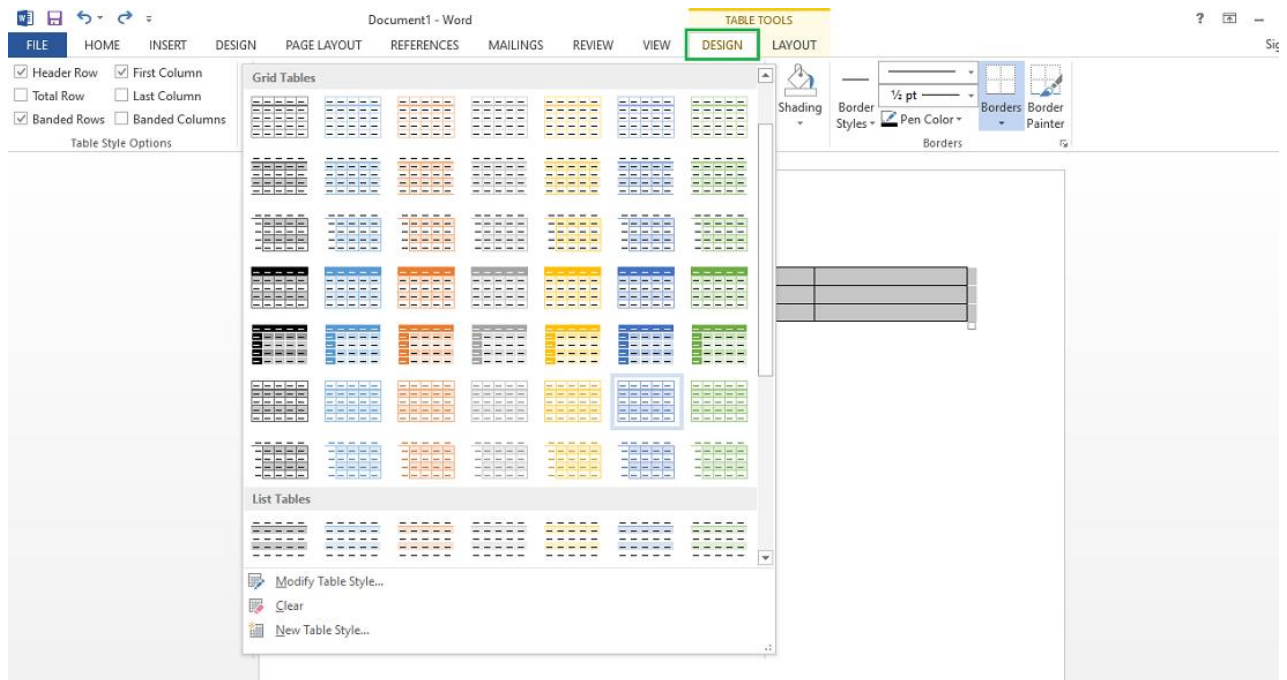 Document1 - Word
TABLE TOOLS
?
FILE HOME INSERT DESIGN PAGE LAYOUT REFERENCES MAILINGS REVIEW VIEW DESIGN LAYOUT
Header Row First Column
Total Row Last Column
Banded Rows Banded Columns
Table Style Options
Grid Tables
List Tables
Modify Table Style...
Clear
New Table Style...
Shading
Border
Styles
½ pt
Pen Color
Borders
Border
Painter
Borders